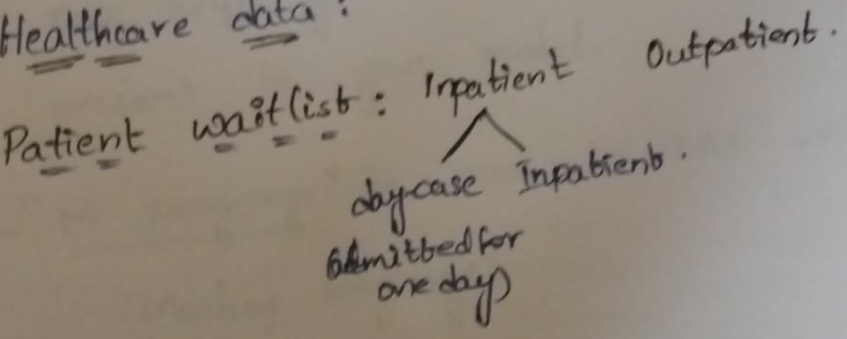 Healthcare data :
Patient waitlist : Inpatient Outpatient.
daycase Inpatient.
admitted for
one day)